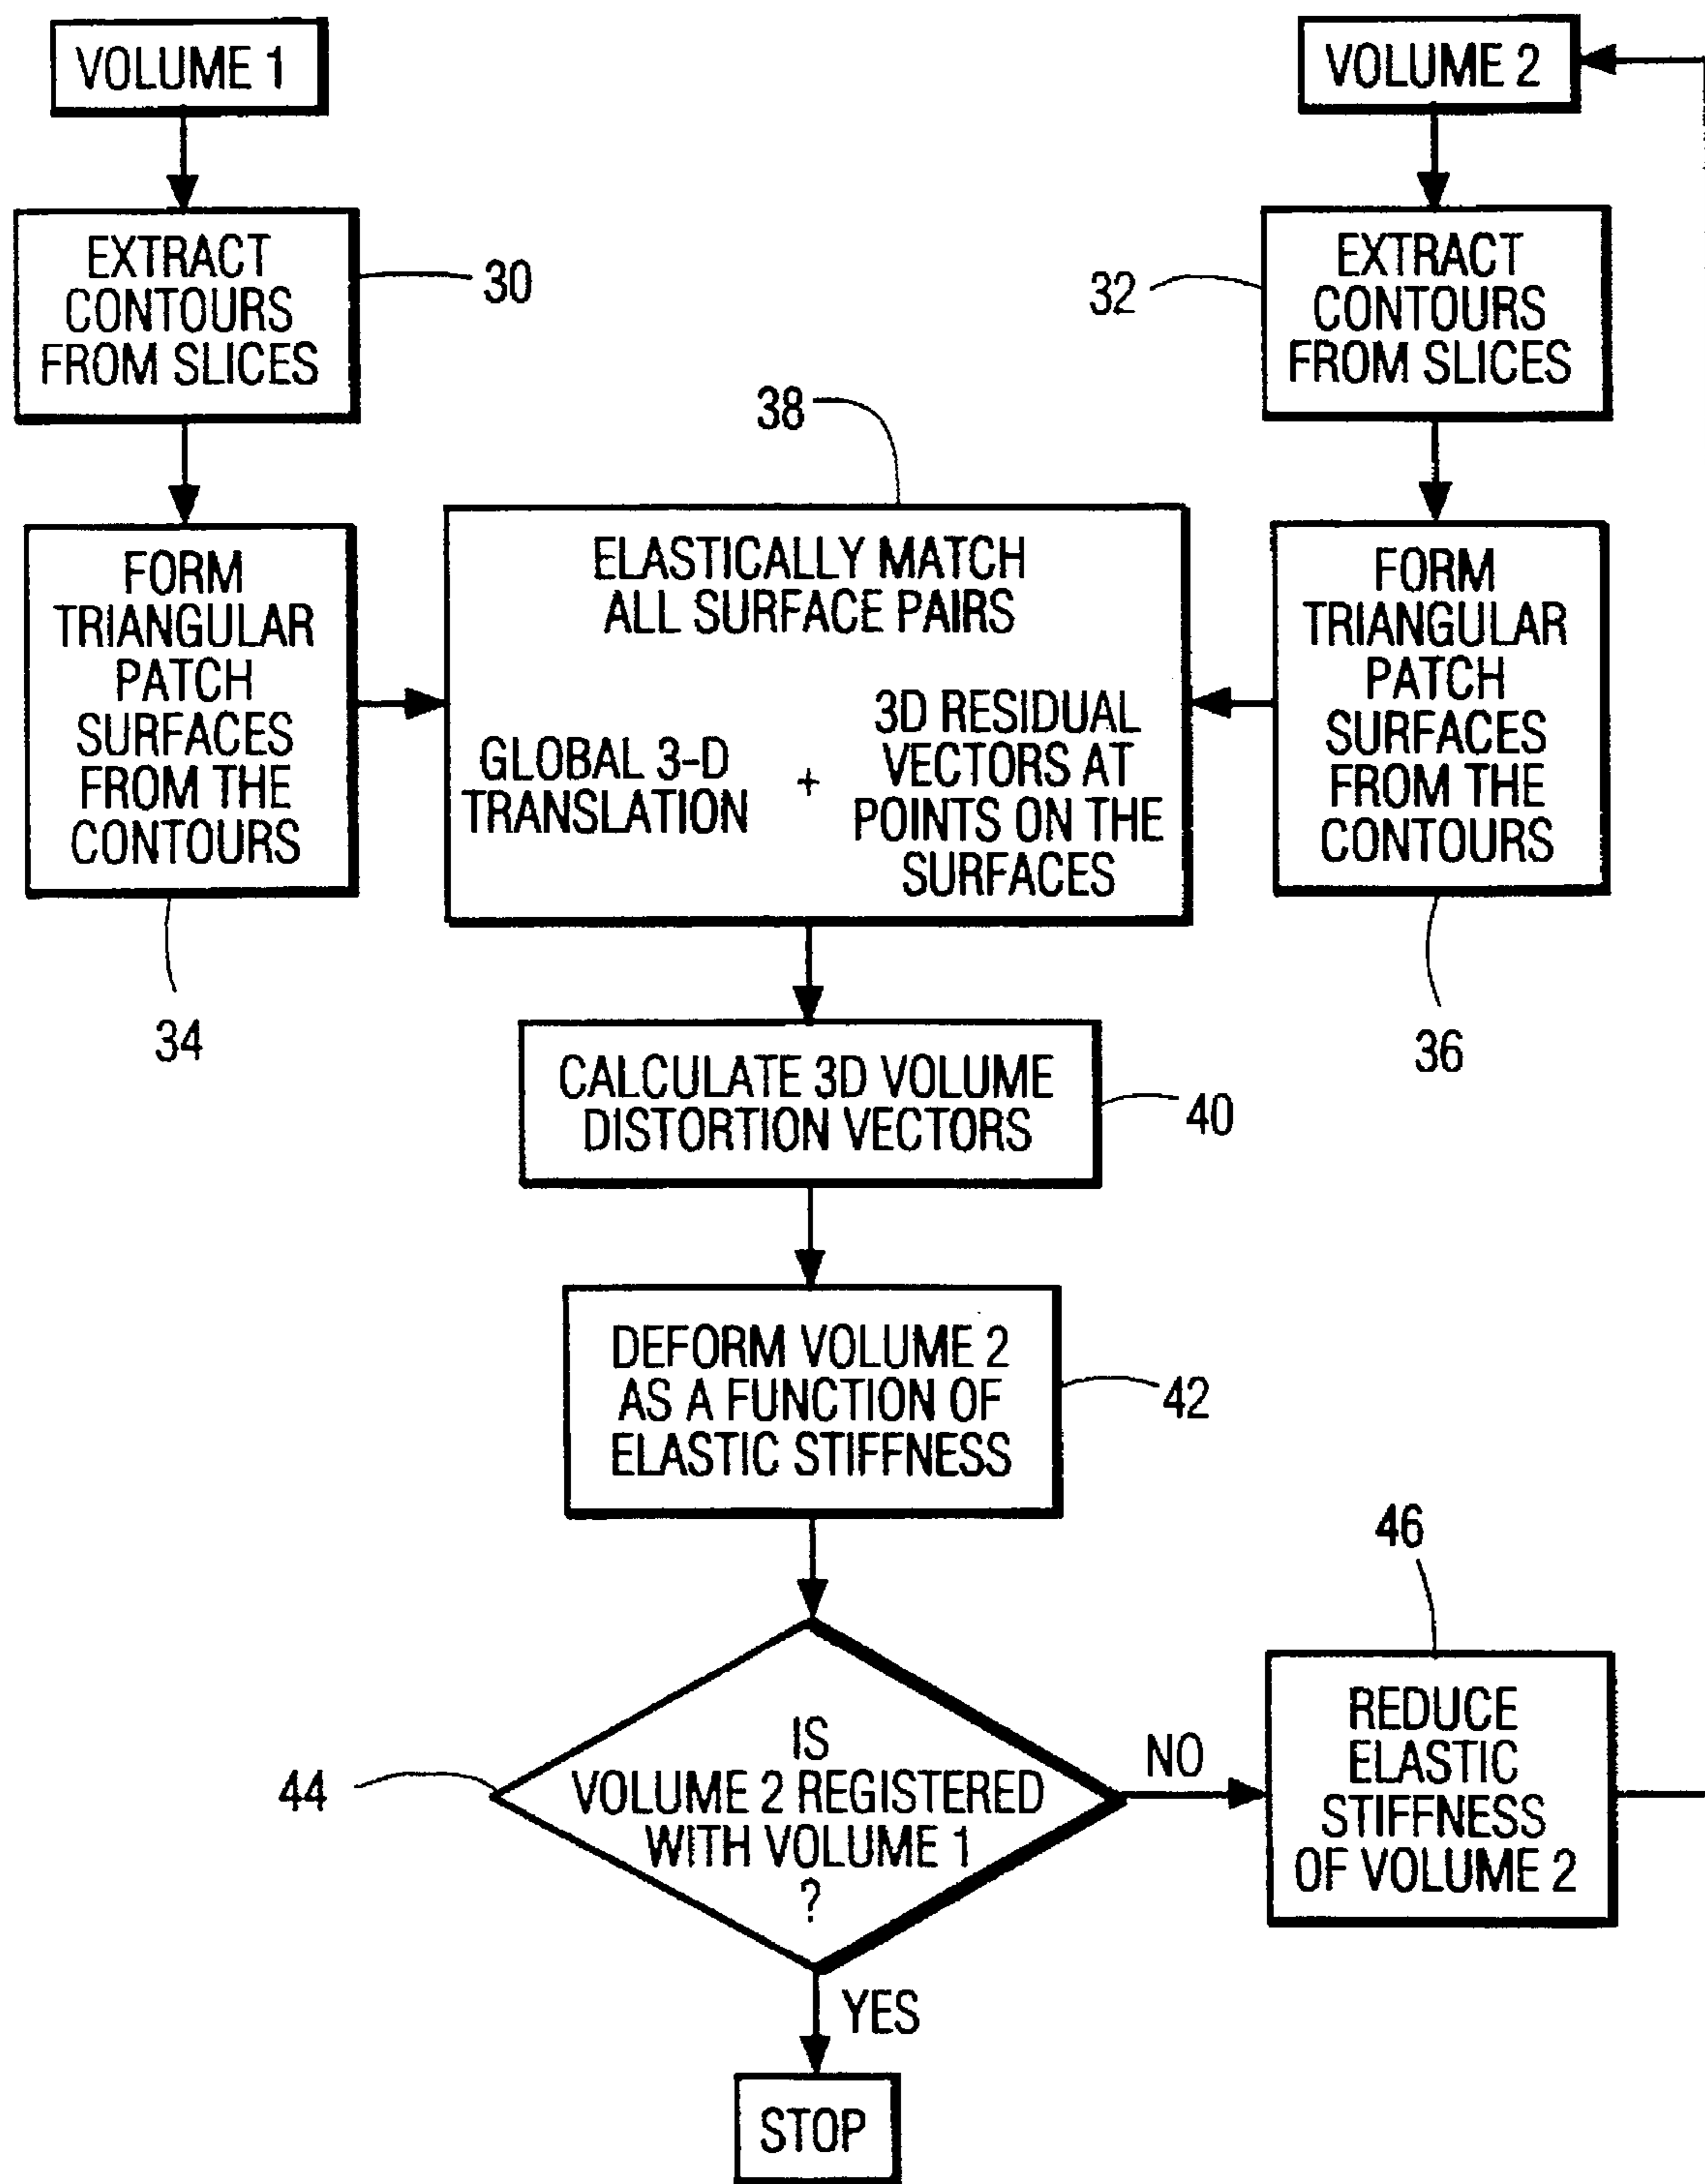 VOLUME 1
VOLUME 2
EXTRACT
CONTOURS
FROM SLICES
30
32
EXTRACT
CONTOURS
FROM SLICES
38
FORM
TRIANGULAR
PATCH
SURFACES
FROM THE
CONTOURS
34
ELASTICALLY MATCH
ALL SURFACE PAIRS
GLOBAL 3-D
TRANSLATION
+
3D RESIDUAL
VECTORS AT
POINTS ON THE
SURFACES
FORM
TRIANGULAR
PATCH
SURFACES
FROM THE
CONTOURS
36
CALCULATE 3D VOLUME
DISTORTION VECTORS
40
DEFORM VOLUME 2
AS A FUNCTION OF
ELASTIC STIFFNESS
42
44
IS
VOLUME 2 REGISTERED
WITH VOLUME 1
?
NO
46
REDUCE
ELASTIC
STIFFNESS
OF VOLUME 2
YES
STOP